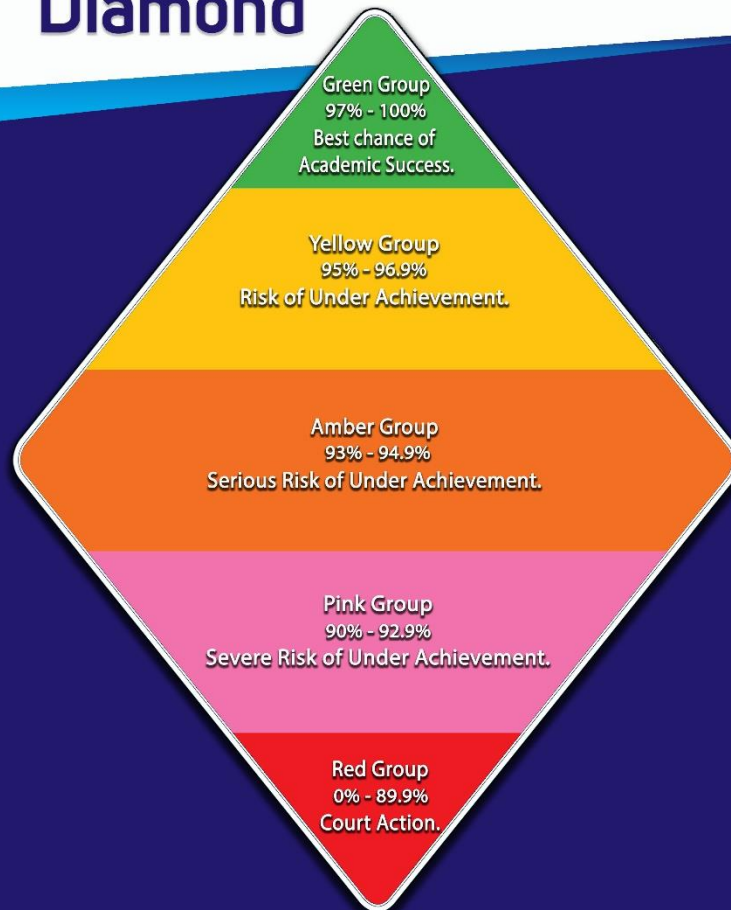 Diamond
Green Group
97% - 100%
Best chance of
Academic Success.
Yellow Group
95% - 96.9%
Risk of Under Achievement.
Amber Group
93% - 94.9%
Serious Risk of Under Achievement.
Pink Group
90% - 92.9%
Severe Risk of Under Achievement.
Red Group
0% - 89.9%
Court Action.